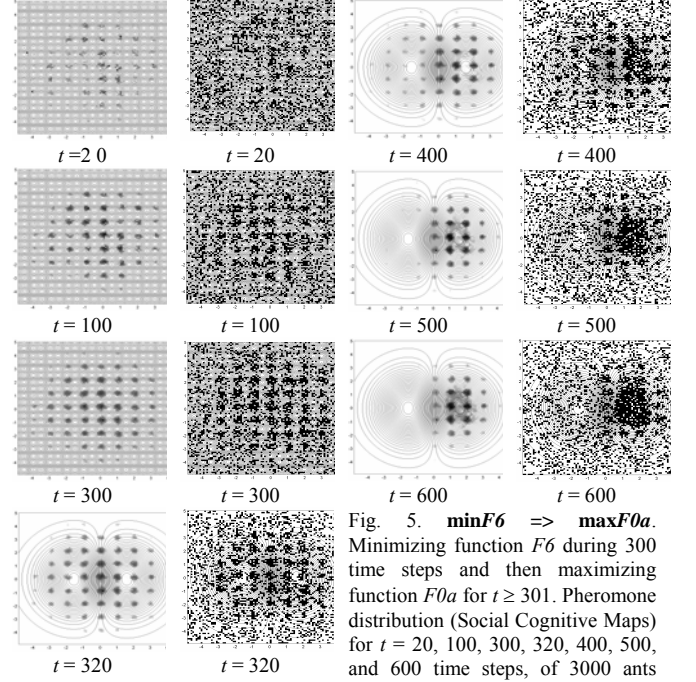 t =2 0
t = 20
t = 400
t = 400
t = 100
t = 100
t = 500
t = 500
t = 300
t = 300
t = 600
t = 600
t = 320
t = 320
Fig. 5. minF6 => maxF0a.
Minimizing function F6 during 300
time steps and then maximizing
function F0a for t ≥ 301. Pheromone
distribution (Social Cognitive Maps)
for t = 20, 100, 300, 320, 400, 500,
and 600 time steps, of 3000 ants